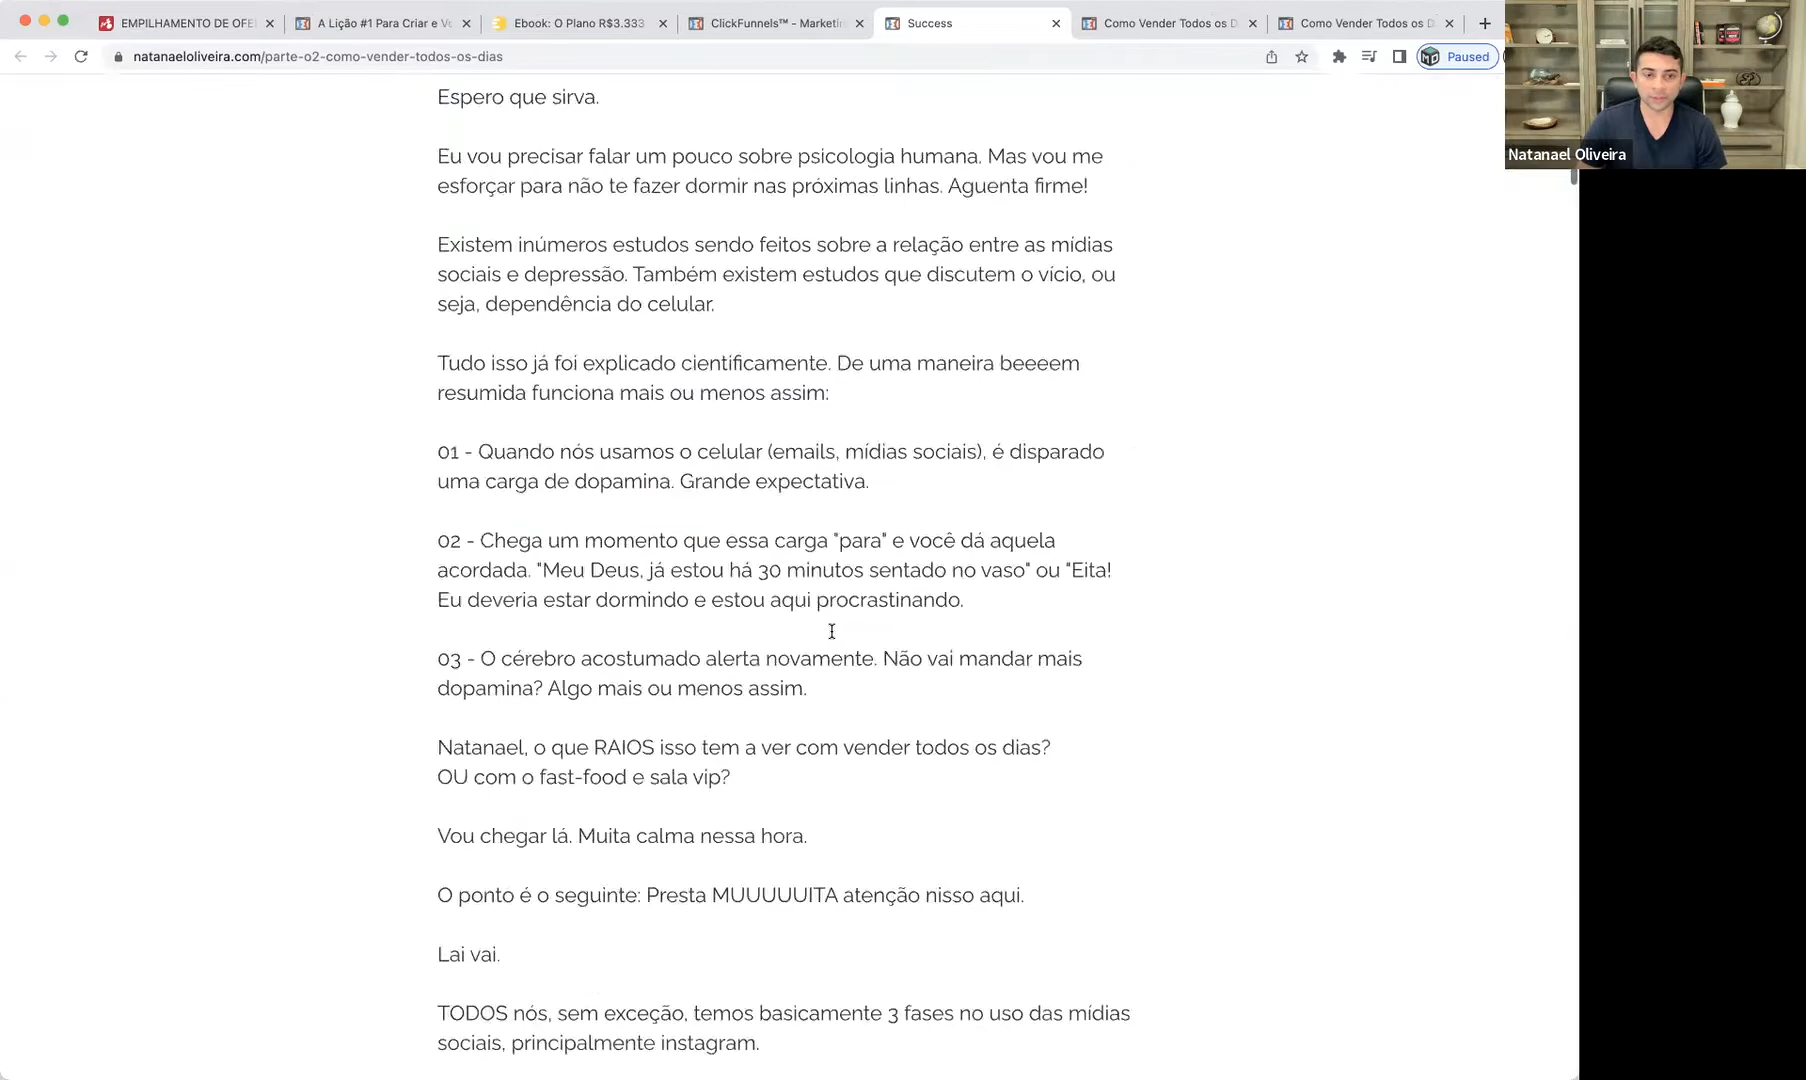 EMPILHAMENTO DE OFE
A Lição #1 Para Criar e Ve
Ebook: O Plano R$3.333
ClickFunnels™ - Marketin
Success
Como Vender Todos os D
Como Vender Todos os D
natanaeloliveira.com/parte-o2-como-vender-todos-os-dias
Paused
Natanael Oliveira
Espero que sirva.
Eu vou precisar falar um pouco sobre psicologia humana. Mas vou me
esforçar para não te fazer dormir nas próximas linhas. Aguenta firme!
Existem inúmeros estudos sendo feitos sobre a relação entre as mídias
sociais e depressão. Também existem estudos que discutem o vício, ou
seja, dependência do celular.
Tudo isso já foi explicado cientificamente. De uma maneira beeeem
resumida funciona mais ou menos assim:
01 - Quando nós usamos o celular (emails, mídias sociais), é disparado
uma carga de dopamina. Grande expectativa.
02 - Chega um momento que essa carga "para" e você dá aquela
acordada. "Meu Deus, já estou há 30 minutos sentado no vaso" ou "Eita!
Eu deveria estar dormindo e estou aqui procrastinando.
03 - O cérebro acostumado alerta novamente. Não vai mandar mais
dopamina? Algo mais ou menos assim.
Natanael, o que RAIOS isso tem a ver com vender todos os dias?
OU com o fast-food e sala vip?
Vou chegar lá. Muita calma nessa hora.
O ponto é o seguinte: Presta MUUUUUITA atenção nisso aqui.
Lai vai.
TODOS nós, sem exceção, temos basicamente 3 fases no uso das mídias
sociais, principalmente instagram.